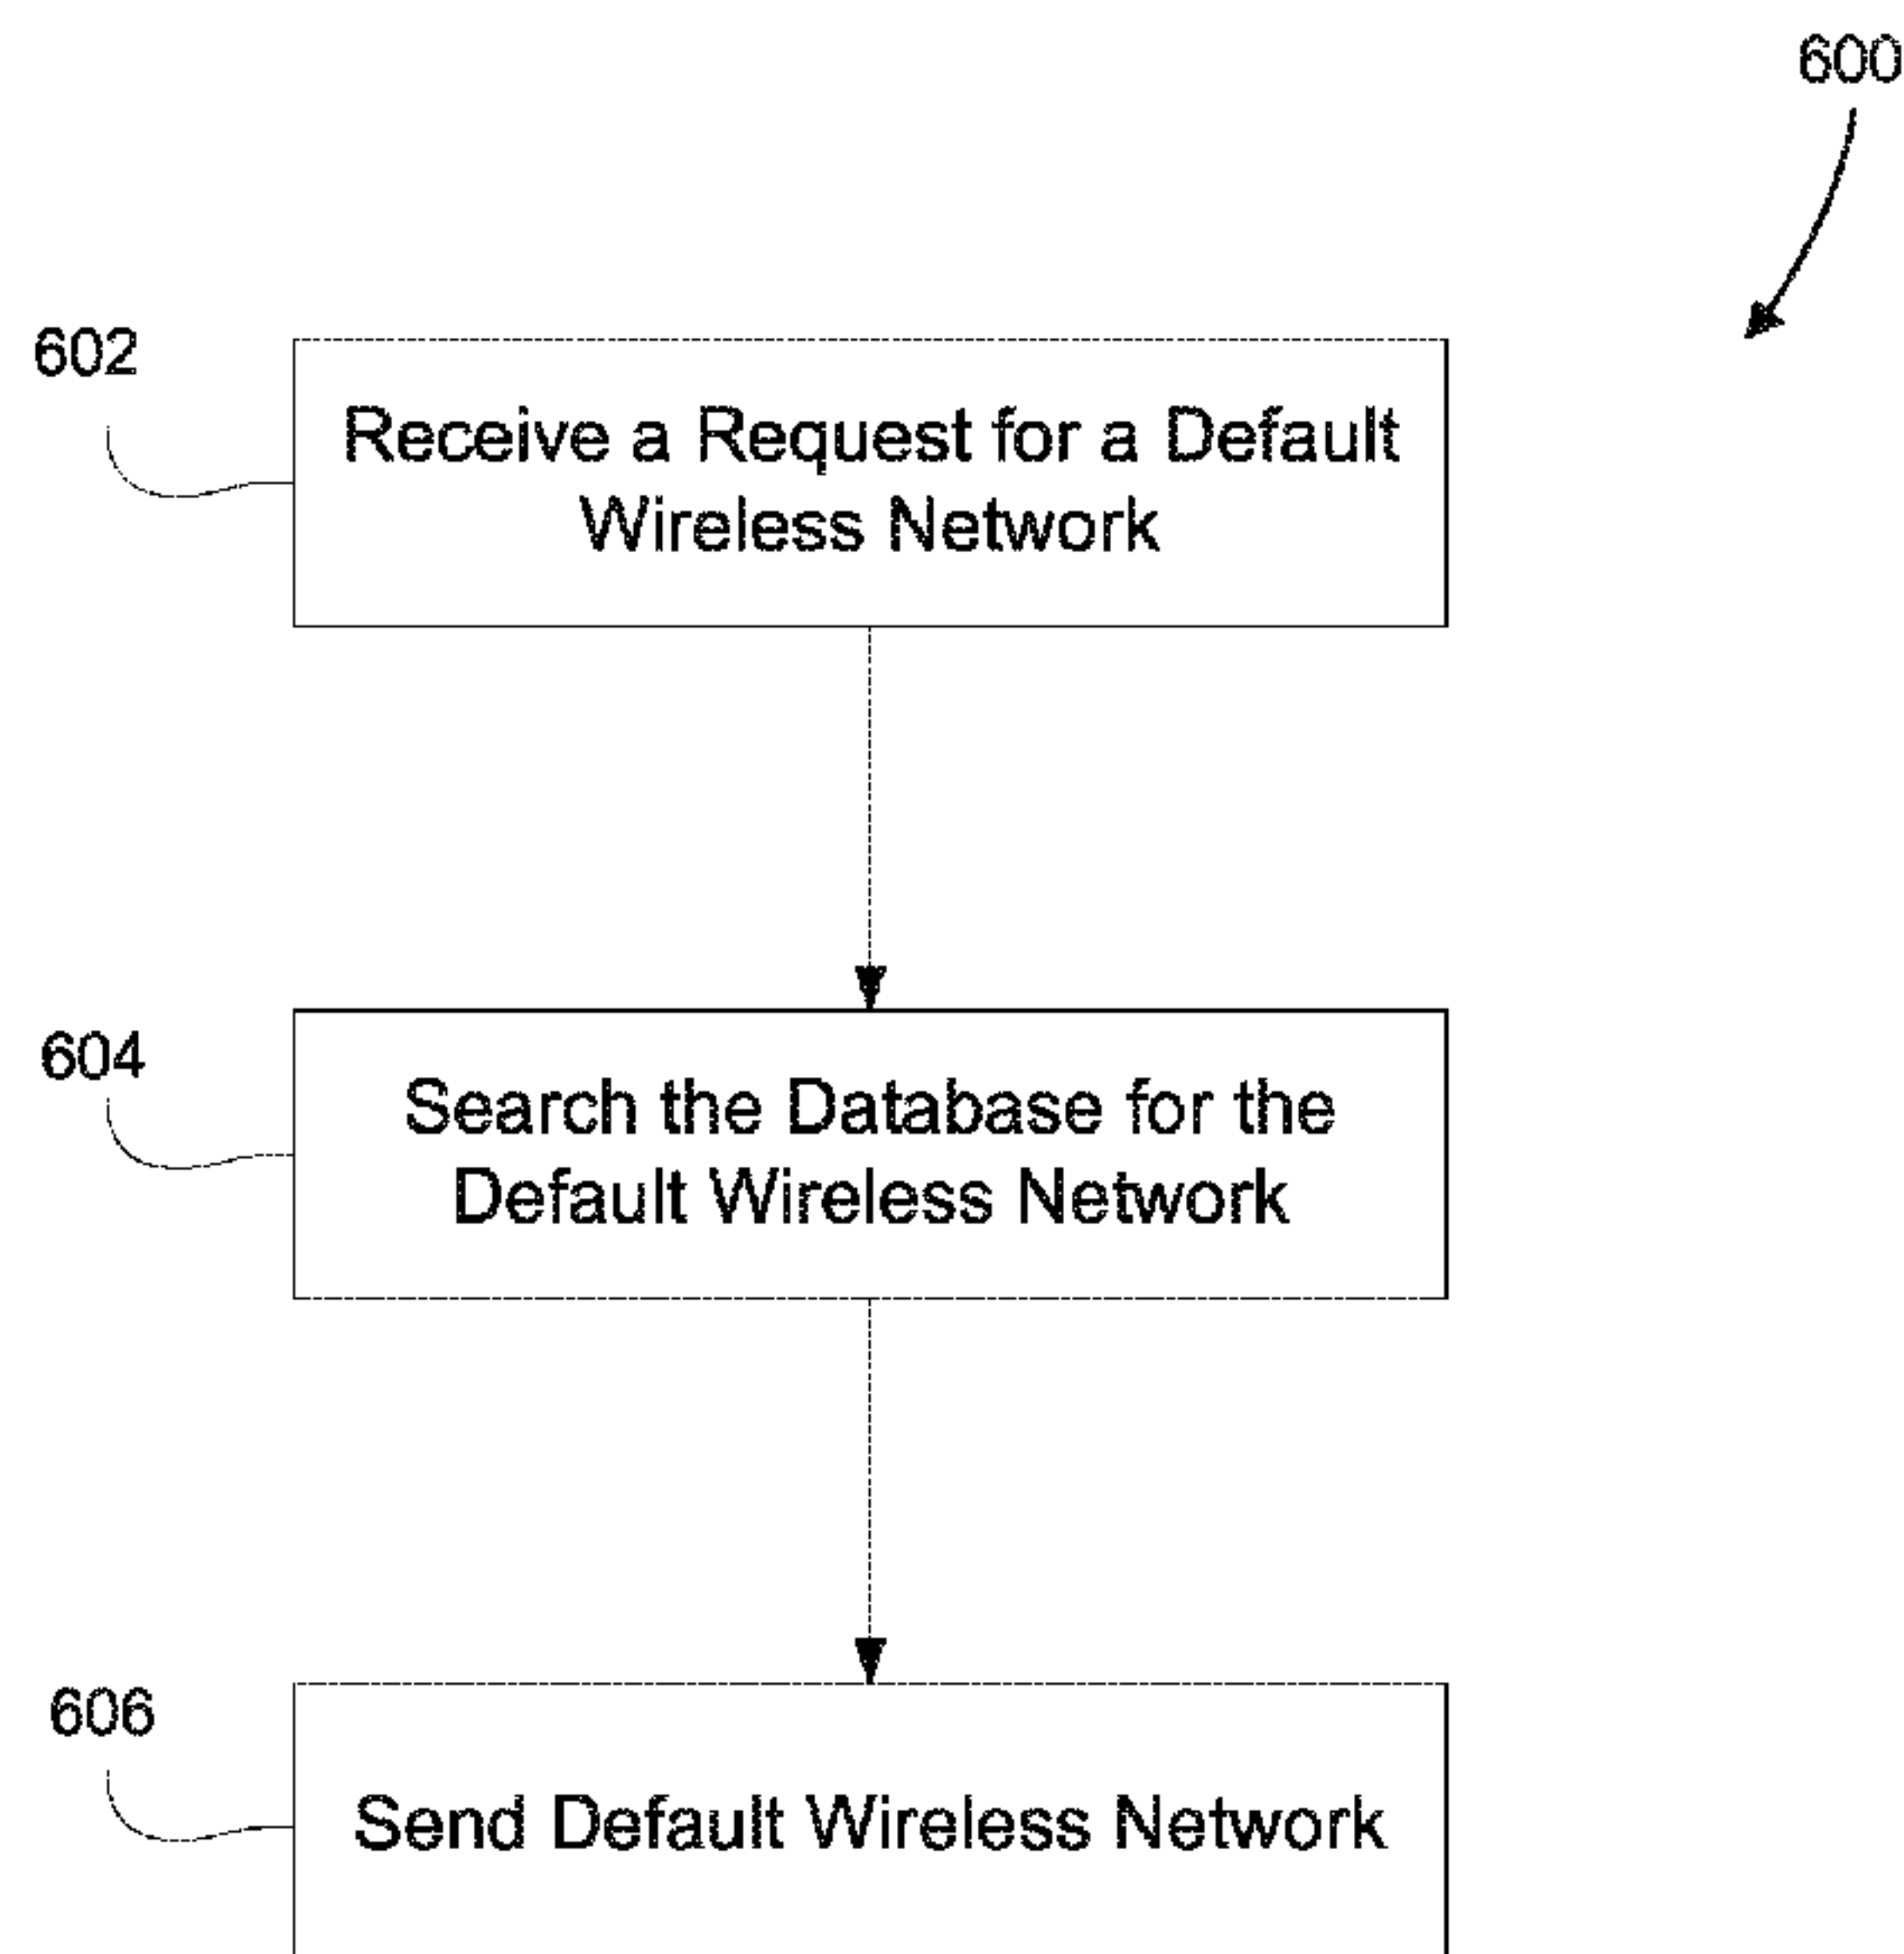 600
602
Receive a Request for a Default
Wireless Network
604
Search the Database for the
Default Wireless Network
606
Send Default Wireless Network